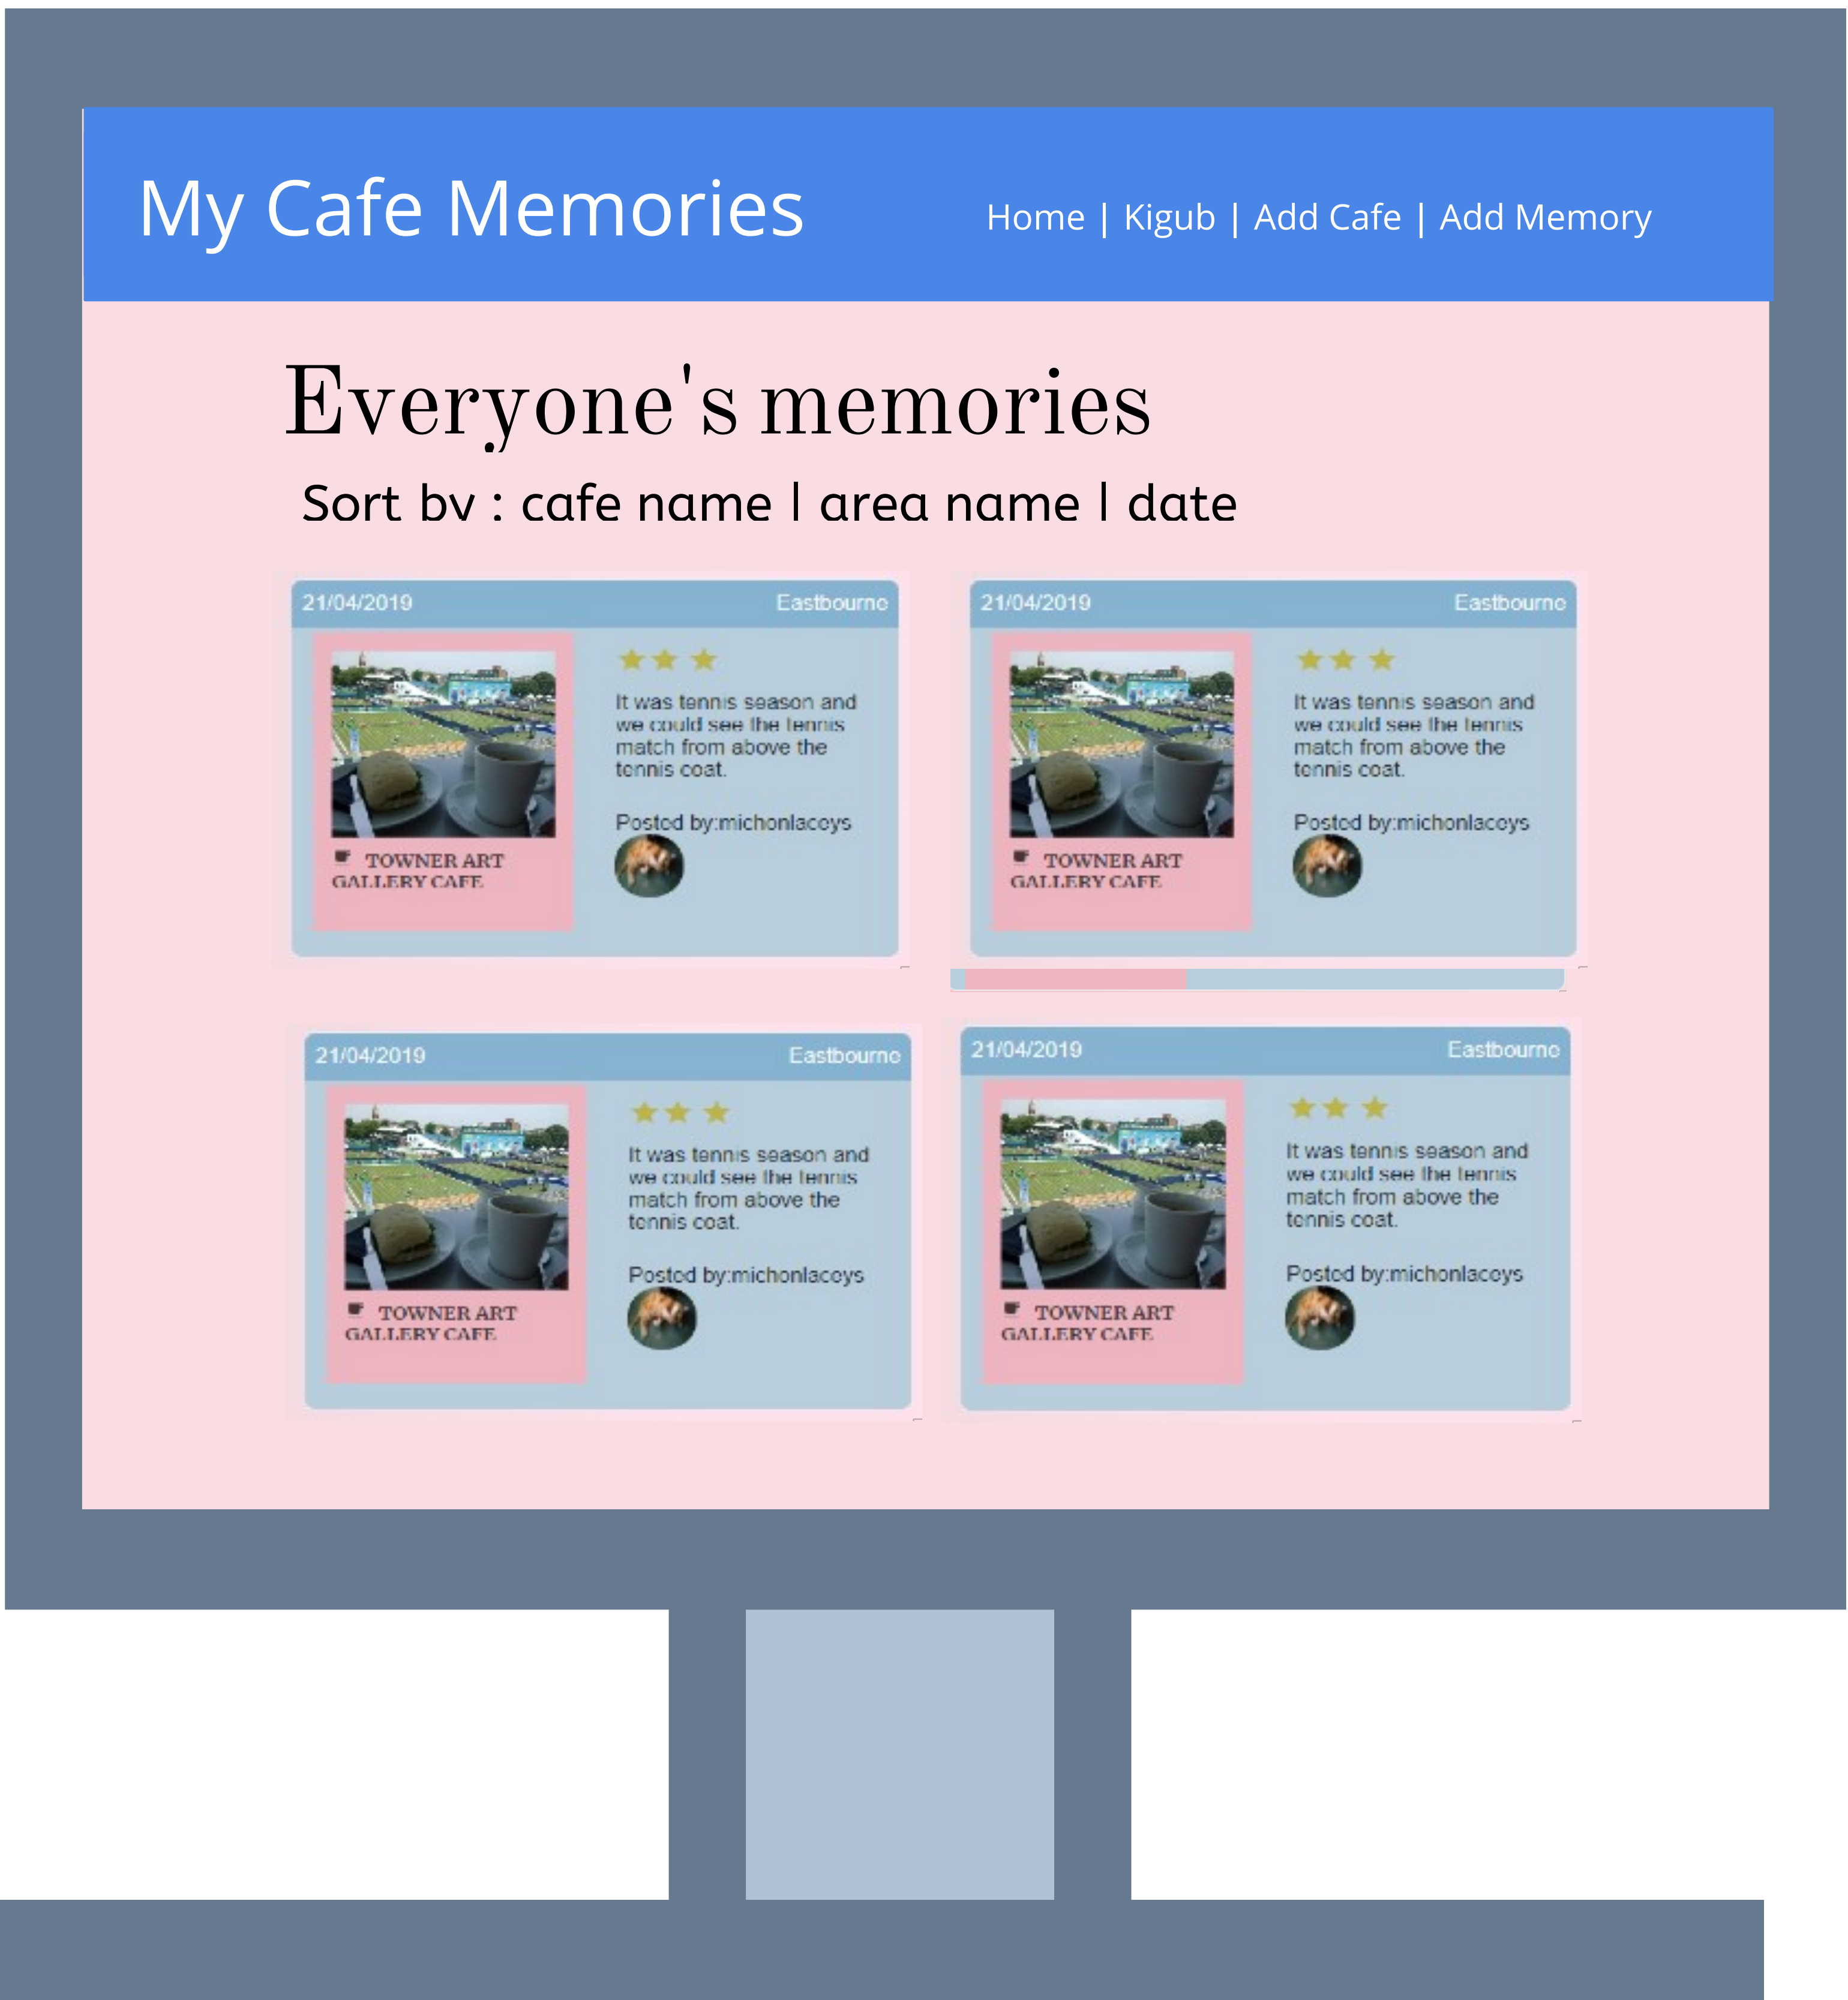 My Cafe Memories
Home | Kigub | Add Cafe | Add Memory
Everyone's memories
Sort by : cafe name | area name | date
21/04/2019 Eastbourne
It was tennis season and
we could see the tennis
match from above the
tennis coat.
Posted by:michonlaceys
TOWNER ART
GALLERY CAFE
21/04/2019 Eastbourne
It was tennis season and
we could see the tennis
match from above the
tennis coat.
Posted by:michonlaceys
TOWNER ART
GALLERY CAFE
21/04/2019 Eastbourne
It was tennis season and
we could see the tennis
match from above the
tennis coat.
Posted by:michonlaceys
TOWNER ART
GALLERY CAFE
21/04/2019 Eastbourne
It was tennis season and
we could see the tennis
match from above the
tennis coat.
Posted by:michonlaceys
TOWNER ART
GALLERY CAFE